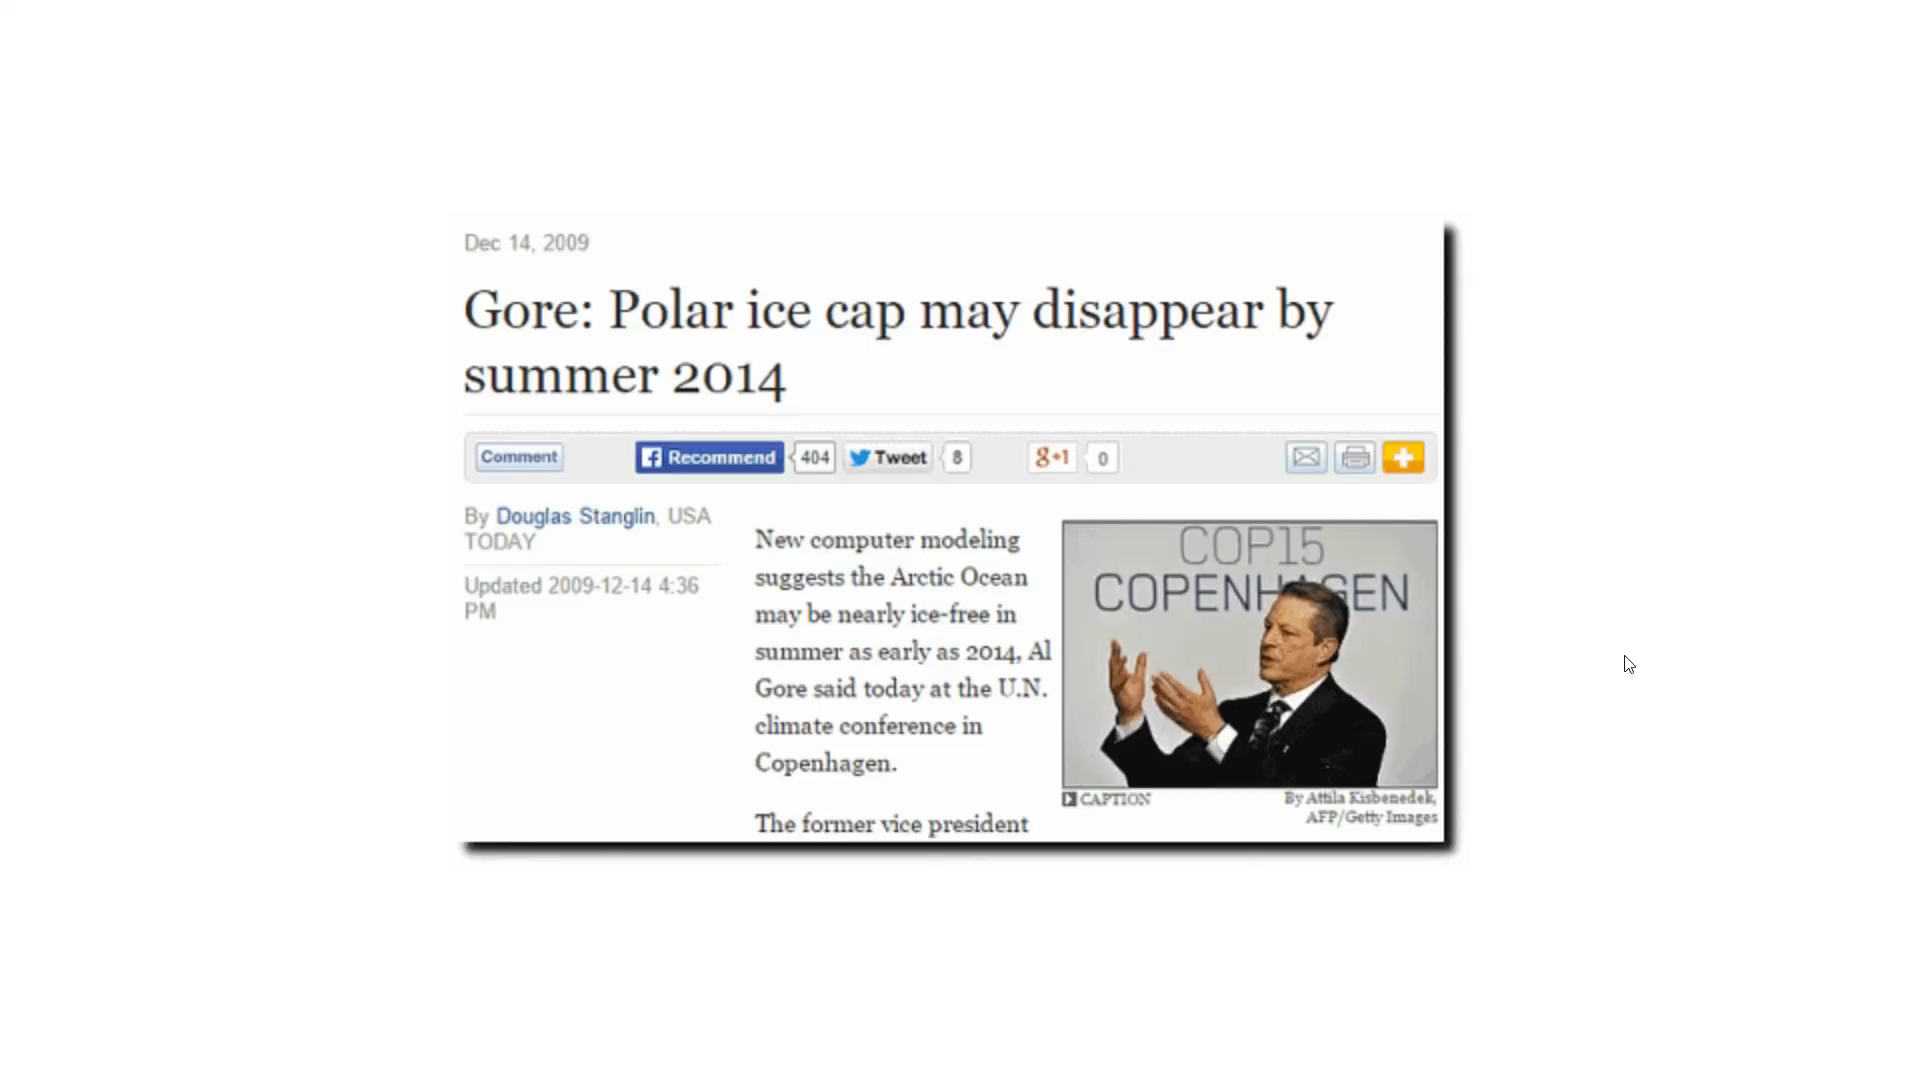 Dec 14, 2009
Gore: Polar ice cap may disappear by
summer 2014
Comment
Recommend
404
Tweet
8
g+1
0
By Douglas Stanglin, USA
TODAY
Updated 2009-12-14 4:36
PM
New computer modeling
suggests the Arctic Ocean
may be nearly ice-free in
summer as early as 2014, Al
Gore said today at the U.N.
climate conference in
Copenhagen.
The former vice president
COP15
COPENHAGEN
CAPTION
By Attila Kisbenedek,
AFP/Getty Images